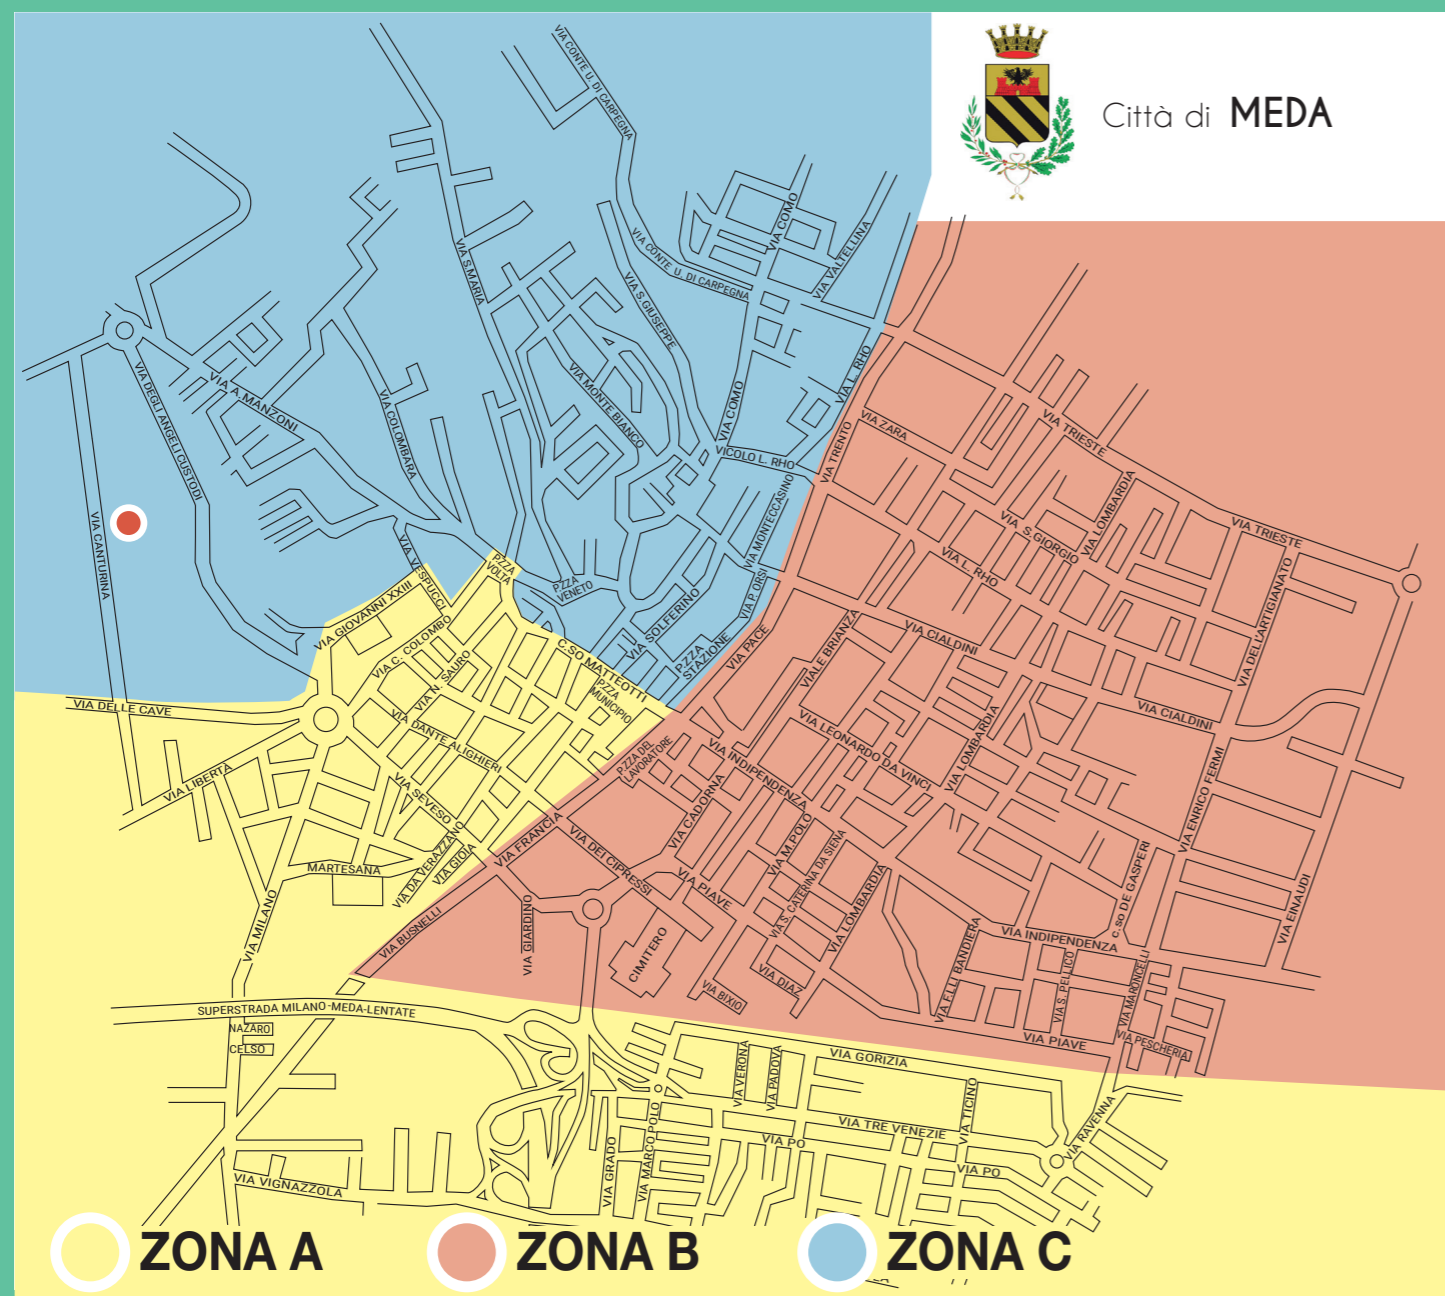 Città di MEDA
VIA CONTE U. DI CARPEGNA
VIA COMO
VIA VALTELLINA
VIA S.MARIA
VIA CONTE U. DI CARPEGNA
VIA S.GIUSEPPE
VIA L. RHO
VIA DEGLI ANGELI CUSTODI
VIA A. MANZONI
VIA COLOMBARA
VIA MONTE BIANCO
VIA COMO
VICOLO L. RHO
VIA TRENTO
VIA ZARA
VIA TRIESTE
VIA LOMBARDIA
VIA TRIESTE
VIA CANTURINA
VIA MONTECCASINO
VIA S.GIORGIO
VIA L. RHO
VIA VESPUCCI
P.ZZA
VOLTA
P.ZZA
VENETO
VIA P. ORSI
VIA GIOVANNI XXIII
VIA C. COLOMBO
VIA SOLFERINO
VIA PACE
VIALE BRIANZA
VIA CIALDINI
VIA DELL'ARTIGIANATO
VIA N. SAURO
C.SO MATTEOTTI
P.ZZA
STAZIONE
P.ZZA
MUNICIPIO
VIA DELLE CAVE
VIA DANTE ALIGHIERI
P.ZZA DEL
LAVORATORE
VIA LEONARDO DA VINCI
VIA LOMBARDIA
VIA CIALDINI
VIA LIBERTÀ
VIA SEVESO
VIA INDIPENDENZA
VIA CADORNA
VIA ENRICO FERMI
VIA FRANCIA
VIA DEI CIPRESSI
VIA M.POLO
VIA S. CATERINA DA SIENA
MARTESANA
VIA DA VERAZZANO
VIA GIOIA
VIA PIAVE
VIA LOMBARDIA
C.SO DE GASPERI
VIA EINAUDI
VIA MILANO
VIA BUSNELLI
VIA GIARDINO
CIMITERO
VIA F.LLI BANDIERA
VIA INDIPENDENZA
VIA BIXIO
VIA DIAZ
VIA S. PELLICO
VIA MARONCELLI
SUPERSTRADA MILANO-MEDA-LENTATE
NAZARO
CELSO
VIA PIAVE
VIA PESCHERIA
VIA VERONA
VIA PADOVA
VIA GORIZIA
VIA TICINO
VIA RAVENNA
VIA TRE VENEZIE
VIA PO
VIA PO
VIA GRADO
VIA MARCO POLO
VIA VIGNAZZOLA
ZONA A ZONA B ZONA C